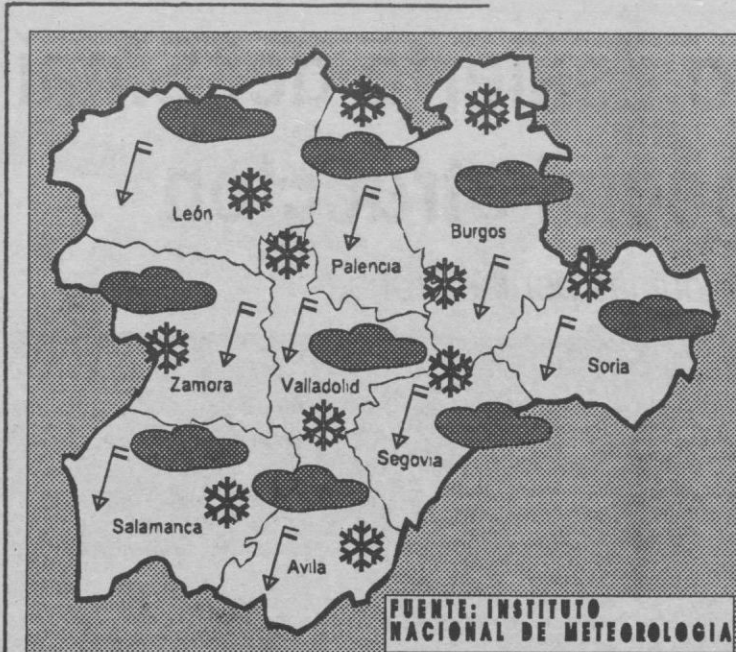 León
Burgos
Palencia
Soria
Zamora
Valladolid
Segovia
Salamanca
Avila
FUENTE: INSTITUTO
NACIONAL DE METEOROLOGIA